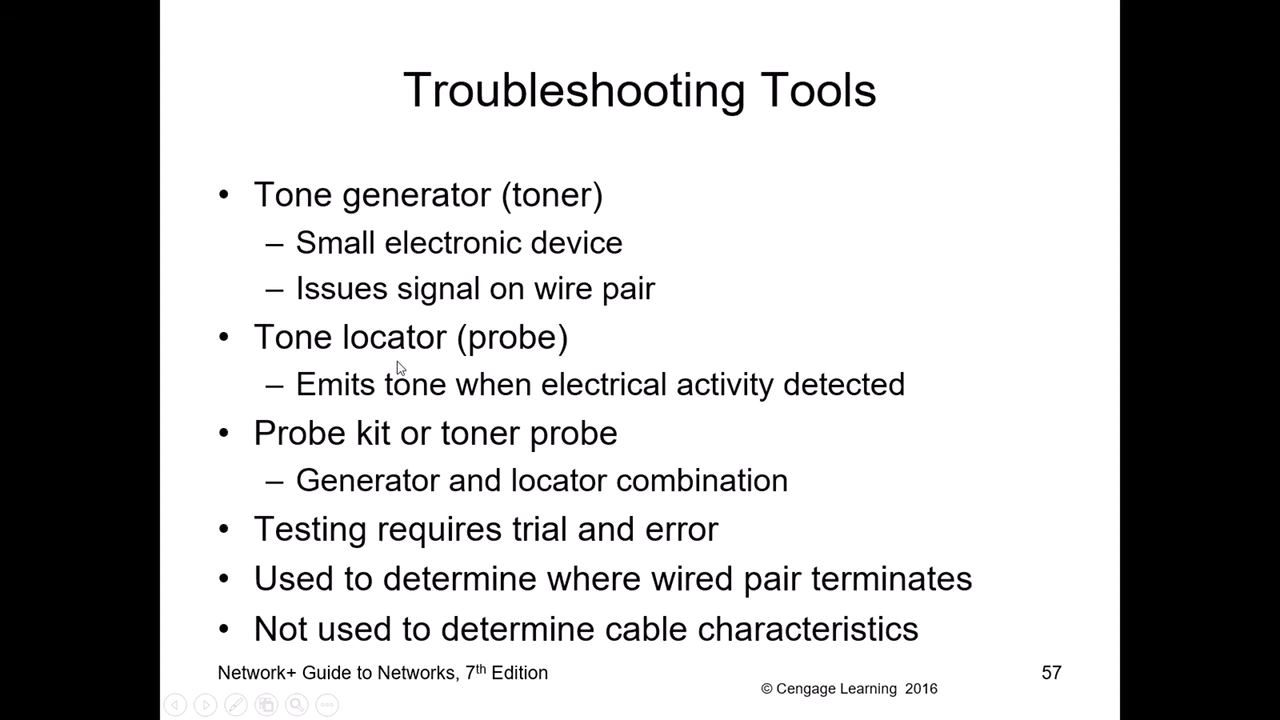 Troubleshooting Tools
• Tone generator (toner)
– Small electronic device
– Issues signal on wire pair
• Tone locator (probe)
– Emits tone when electrical activity detected
• Probe kit or toner probe
– Generator and locator combination
• Testing requires trial and error
• Used to determine where wired pair terminates
• Not used to determine cable characteristics
Network+ Guide to Networks, 7th Edition
57
© Cengage Learning 2016